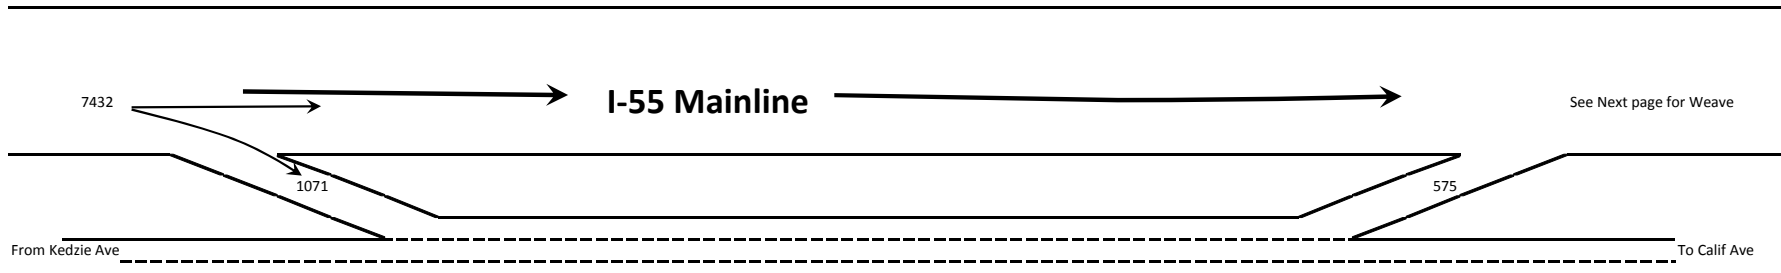 7432
I-55 Mainline
See Next page for Weave
1071
575
From Kedzie Ave
To Calif Ave